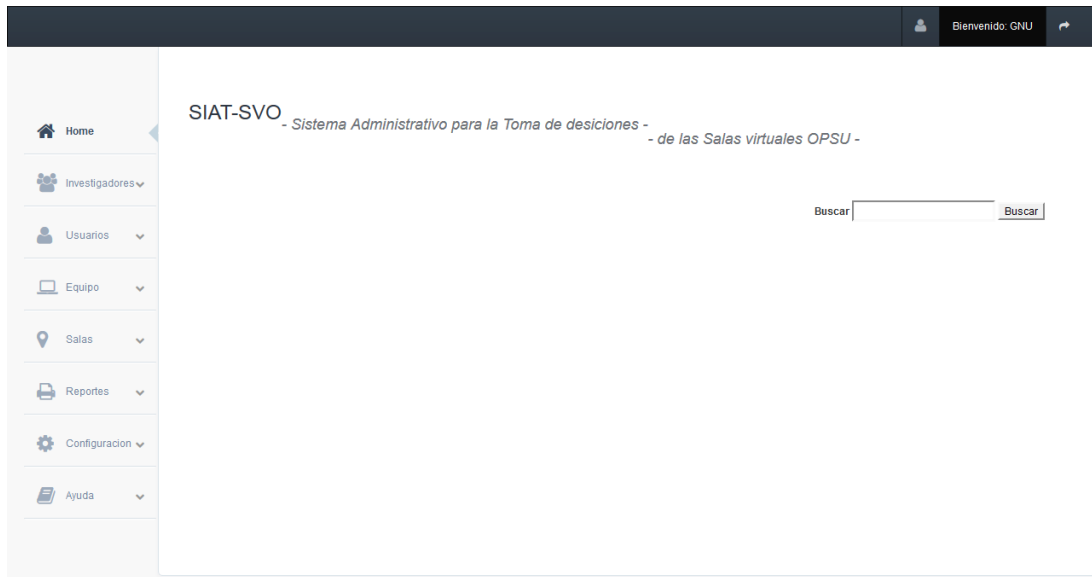 Bienvenido: GNU
SIAT-SVO
- Sistema Administrativo para la Toma de desiciones -
- de las Salas virtuales OPSU -
Home
Investigadores
Buscar Buscar
Usuarios
Equipo
Salas
Reportes
Configuracion
Ayuda